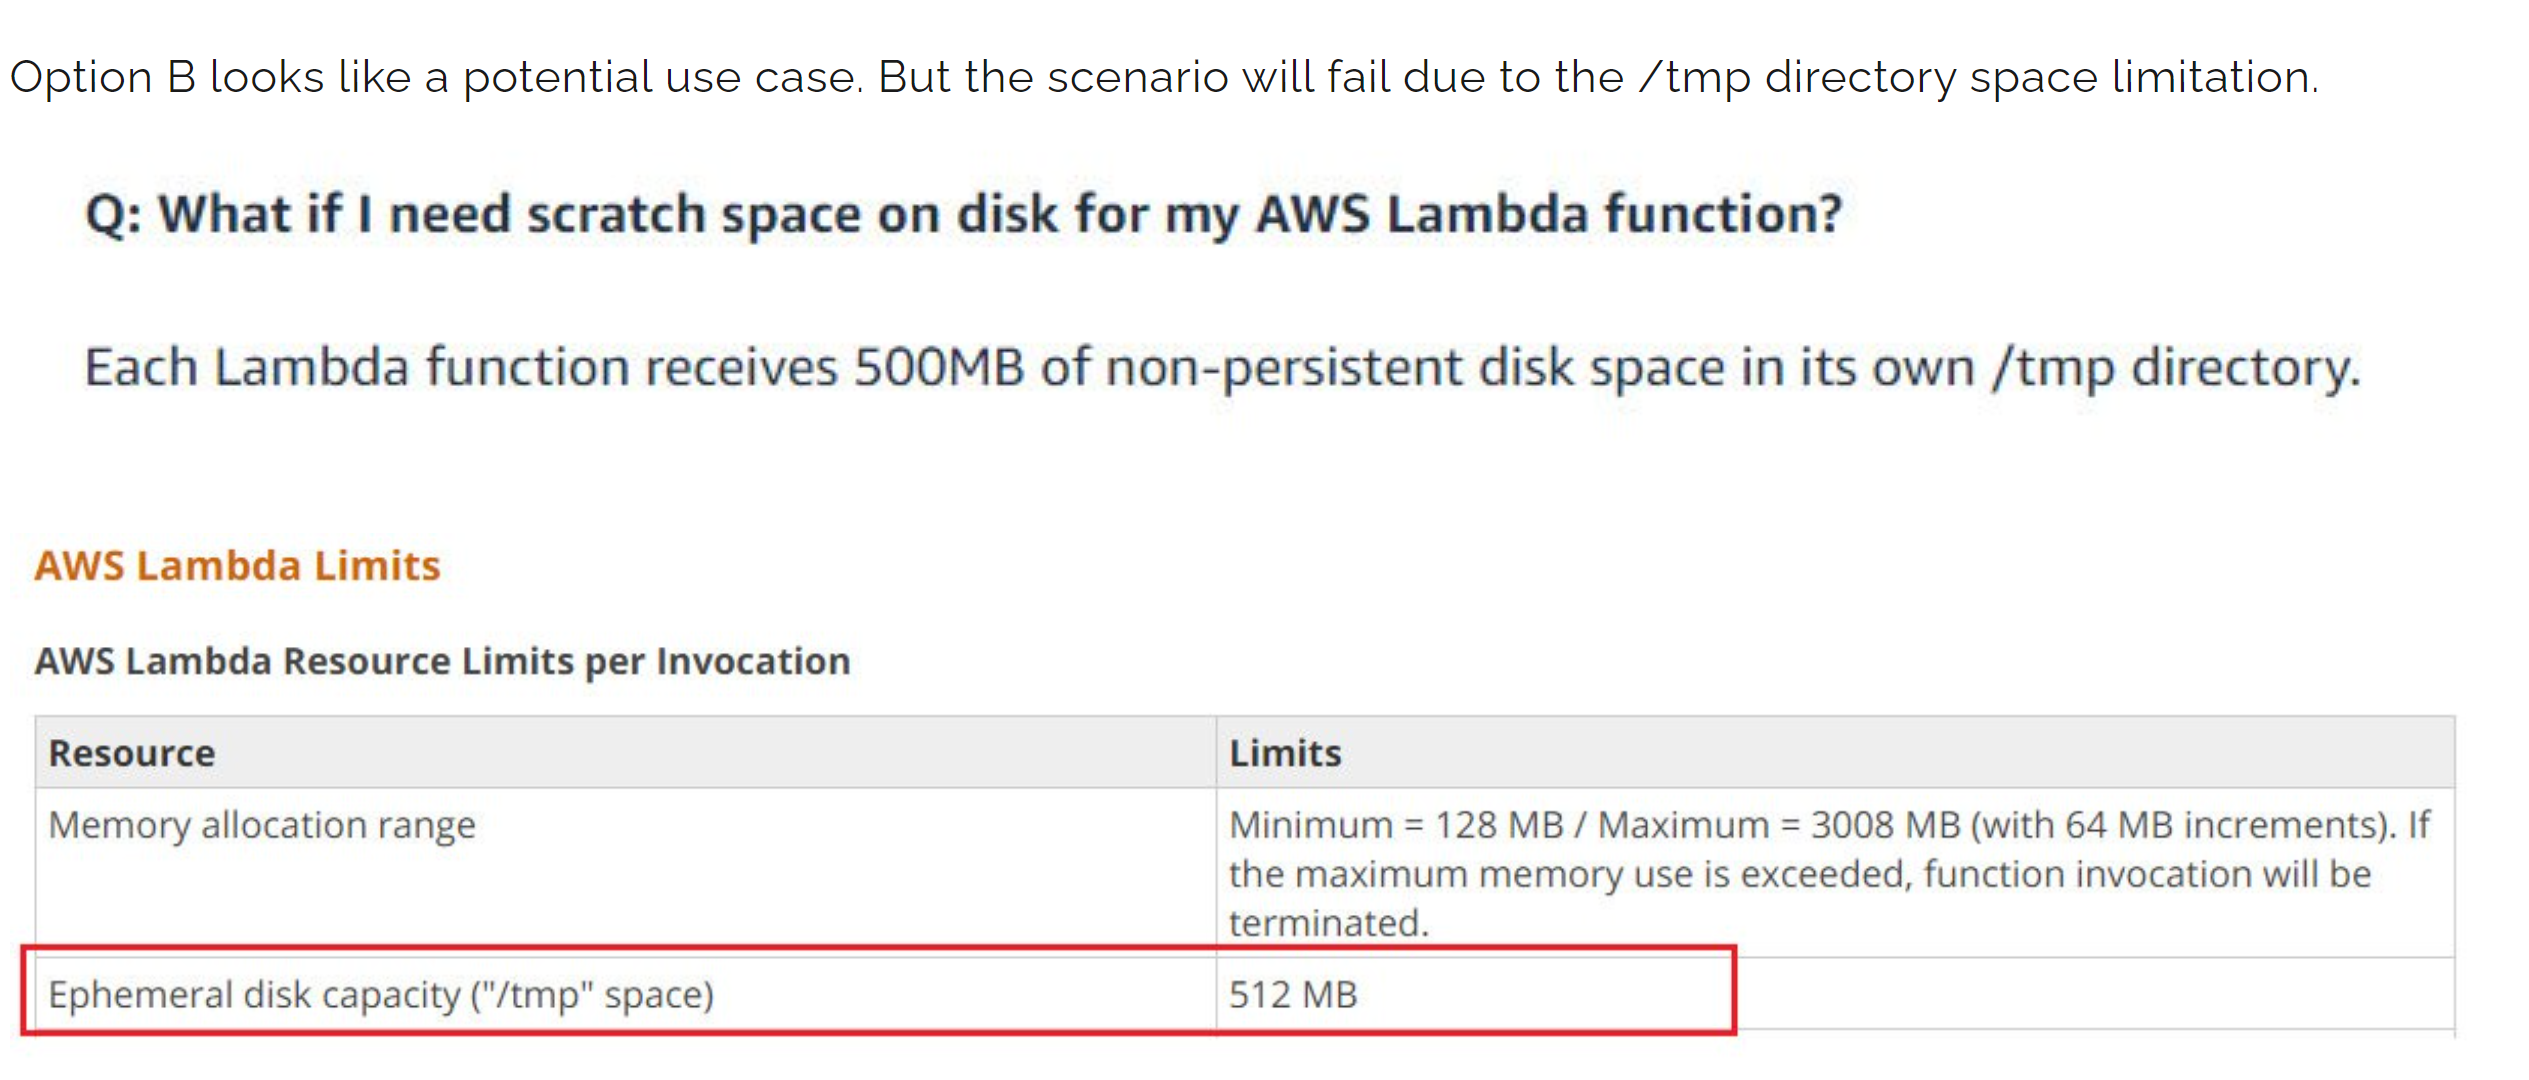 Option B looks like a potential use case. But the scenario will fail due to the /tmp directory space limitation.
Q: What if I need scratch space on disk for my AWS Lambda function?
Each Lambda function receives 500MB of non-persistent disk space in its own /tmp directory.
AWS Lambda Limits
AWS Lambda Resource Limits per Invocation
Resource Limits
Memory allocation range Minimum = 128 MB / Maximum = 3008 MB (with 64 MB increments). If
the maximum memory use is exceeded, function invocation will be
terminated.
Ephemeral disk capacity ("/tmp" space) 512 MB